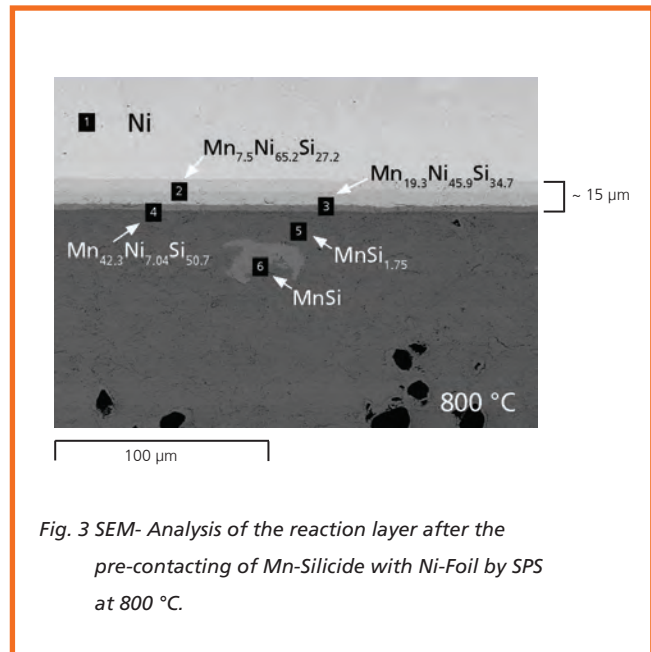 1 Ni
Mn7.5Ni65.2Si27.2
Mn19.3Ni45.9Si34.7
2
3
~ 15 µm
4
5
Mn42.3Ni7.04Si50.7
MnSi1.75
6
MnSi
800 °C
100 µm
Fig. 3 SEM- Analysis of the reaction layer after the
pre-contacting of Mn-Silicide with Ni-Foil by SPS
at 800 °C.